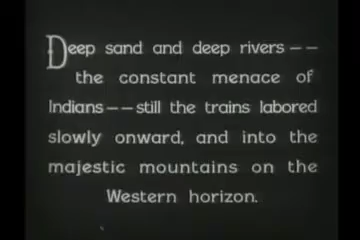 Deep sand and deep rivers--
the constant menace of
Indians--still the trains labored
slowly onward, and into the
majestic mountains on the
Western horizon.